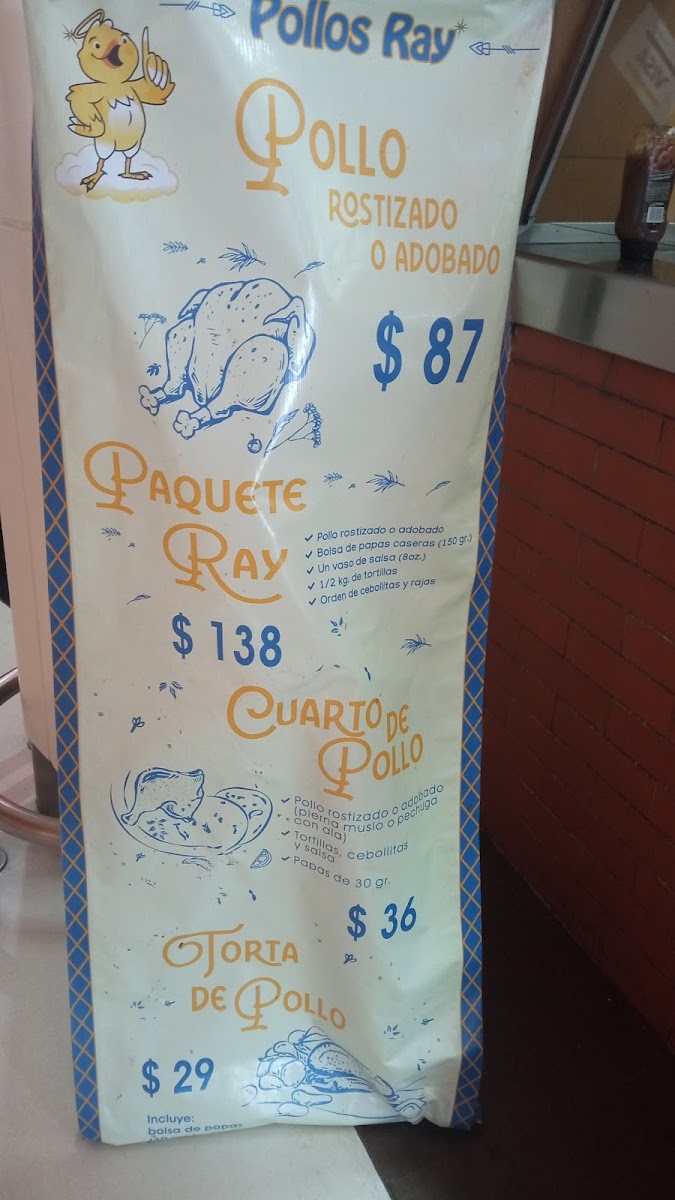 Pollos Ray
POLLO
ROSTIZADO
O ADOBADO
$ 87
PAQUETE
RAY
✓ Pollo rostizado o adobado
✓ Bolsa de papas caseras (150 gr.)
✓ Un vaso de salsa (8oz.)
✓ 1/2 kg. de tortillas
✓ Orden de cebollitas y rajas
$ 138
CUARTO DE
POLLO
✓ Pollo rostizado o adobado
(pierna muslo o pechuga
con ala)
✓ Tortillas, cebollitas
y salsa
✓ Papas de 30 gr.
$ 36
TORTA
DE POLLO
$ 29
Incluye:
bolsa de papas
VISA